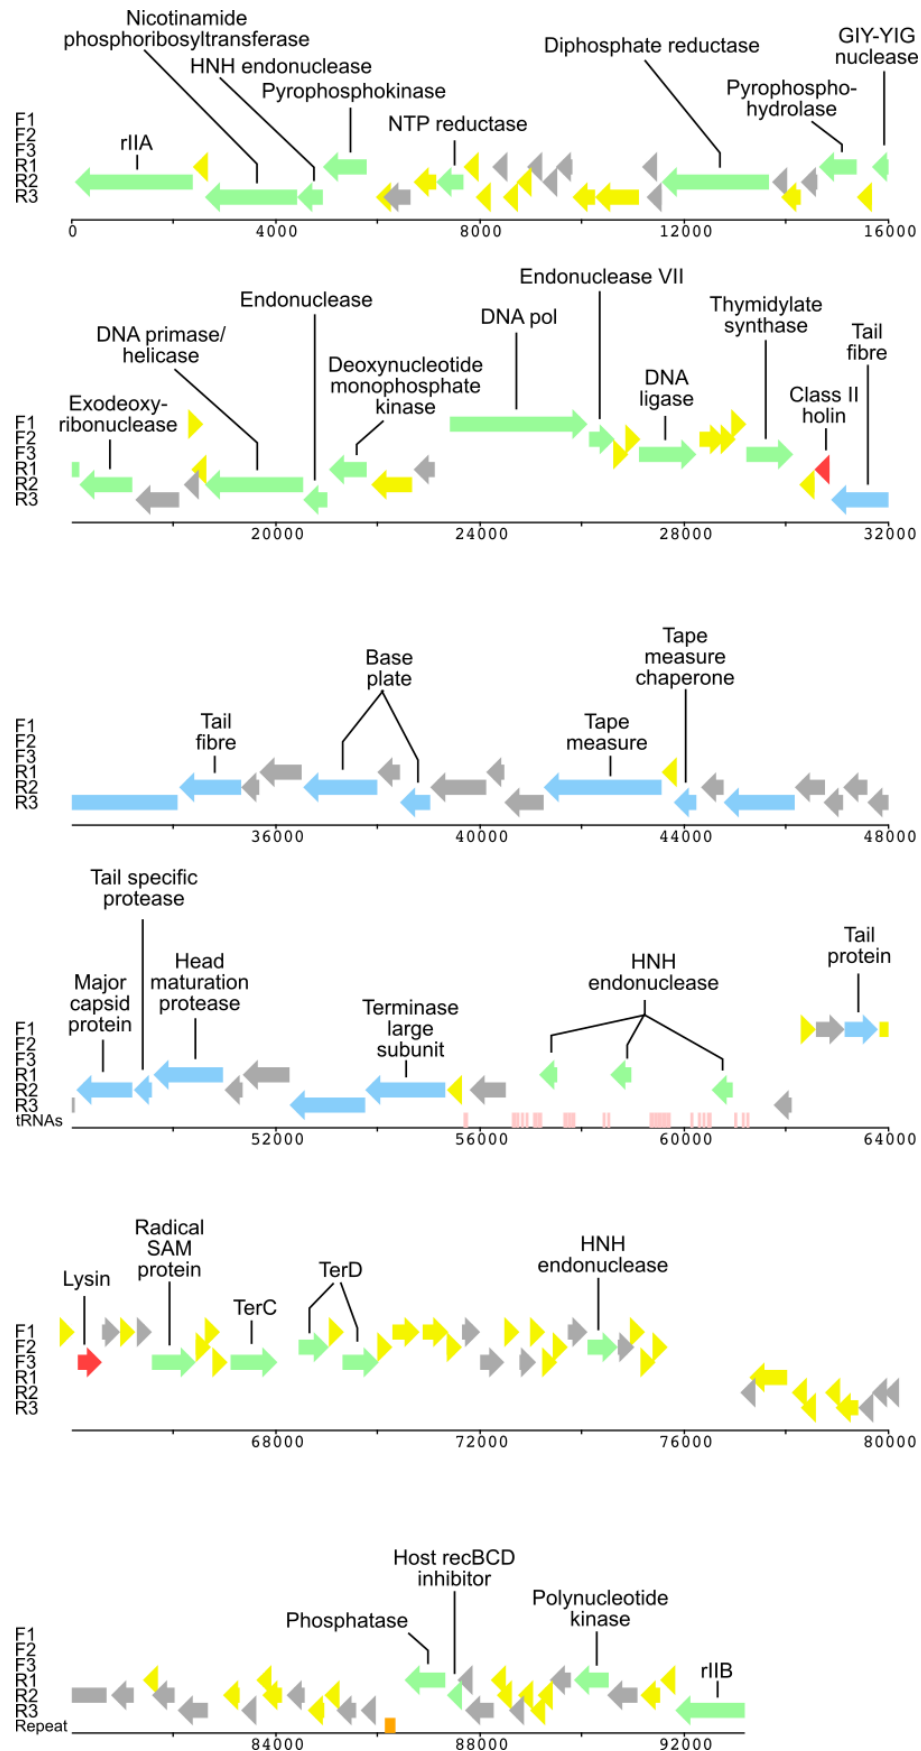 Nicotinamide
phosphoribosyltransferase
HNH endonuclease
Pyrophosphokinase
NTP reductase
rIIA
Diphosphate reductase
GIY-YIG
nuclease
Pyrophospho-
hydrolase
F1
F2
F3
R1
R2
R3
0 4000 8000 12000 16000
Endonuclease VII
Endonuclease
DNA pol
Thymidylate
synthase
DNA primase/
helicase
Tail
fibre
Deoxynucleotide
monophosphate
kinase
DNA
ligase
Class II
holin
Exodeoxy-
ribonuclease
F1
F2
F3
R1
R2
R3
20000 24000 28000 32000
Tape
measure
chaperone
Base
plate
Tail
fibre
Tape
measure
F1
F2
F3
R1
R2
R3
36000 40000 44000 48000
Tail specific
protease
Major
capsid
protein
Head
maturation
protease
Terminase
large
subunit
HNH
endonuclease
Tail
protein
F1
F2
F3
R1
R2
R3
tRNAs
52000 56000 60000 64000
Radical
SAM
protein
Lysin
TerC
TerD
HNH
endonuclease
F1
F2
F3
R1
R2
R3
68000 72000 76000 80000
Host recBCD
inhibitor
Phosphatase
Polynucleotide
kinase
rIIB
F1
F2
F3
R1
R2
R3
Repeat
84000 88000 92000